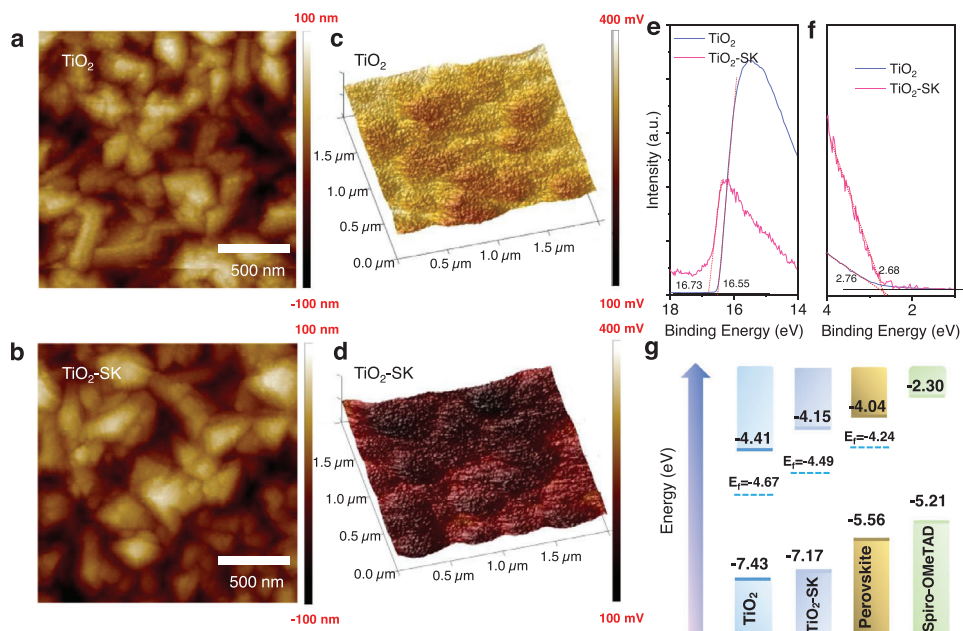 a
100 nm
TiO2
500 nm
-100 nm
c
400 mV
TiO2
1.5 µm
1.0 µm
0.5 µm
0.0 µm
0.5 µm
1.0 µm
1.5 µm
100 mV
b
100 nm
TiO2-SK
500 nm
-100 nm
d
400 mV
TiO2-SK
1.5 µm
1.0 µm
0.5 µm
0.0 µm
0.5 µm
1.0 µm
1.5 µm
100 mV
e
TiO2
TiO2-SK
Intensity (a.u.)
16.73
16.55
18
16
14
Binding Energy (eV)
f
TiO2
TiO2-SK
2.76
2.68
4
2
Binding Energy (eV)
g
Energy (eV)
-4.41
Ef=-4.67
-7.43
TiO2
-4.15
Ef=-4.49
-7.17
TiO2-SK
-4.04
Ef=-4.24
-5.56
Perovskite
-2.30
-5.21
Spiro-OMeTAD